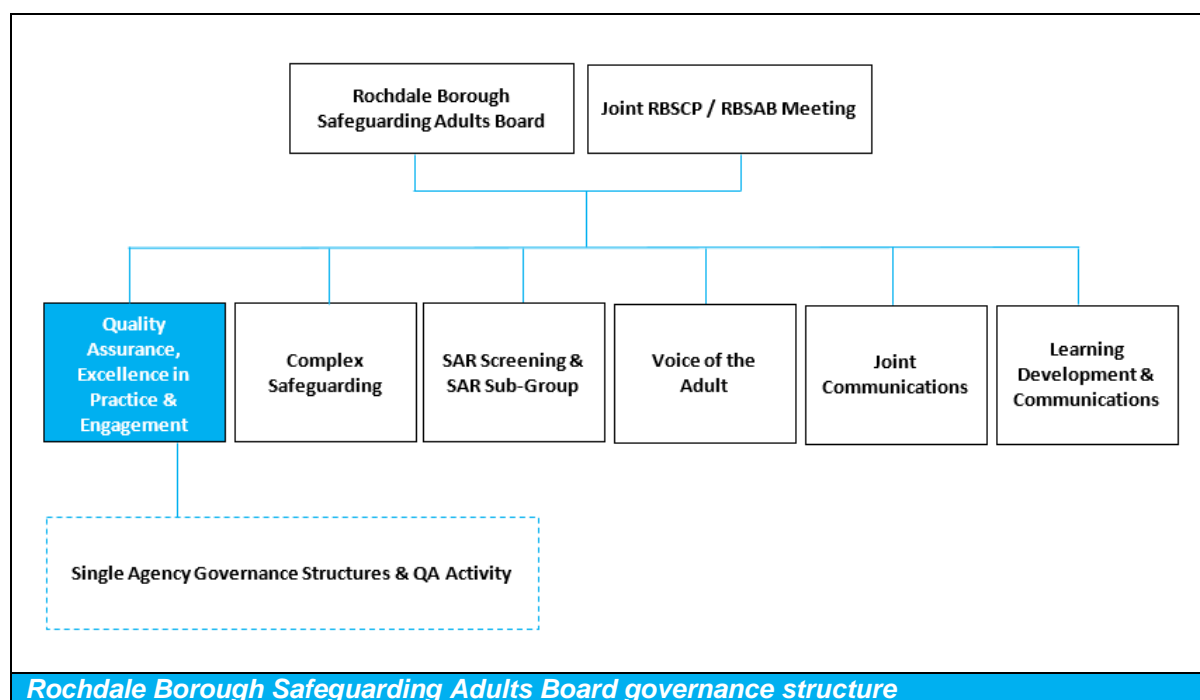 Rochdale Borough
Safeguarding Adults Board
Joint RBSCP / RBSAB Meeting
Quality
Assurance,
Excellence in
Practice &
Engagement
Complex
Safeguarding
SAR Screening &
SAR Sub-Group
Voice of the
Adult
Joint
Communications
Learning
Development &
Communications
Single Agency Governance Structures & QA Activity
Rochdale Borough Safeguarding Adults Board governance structure